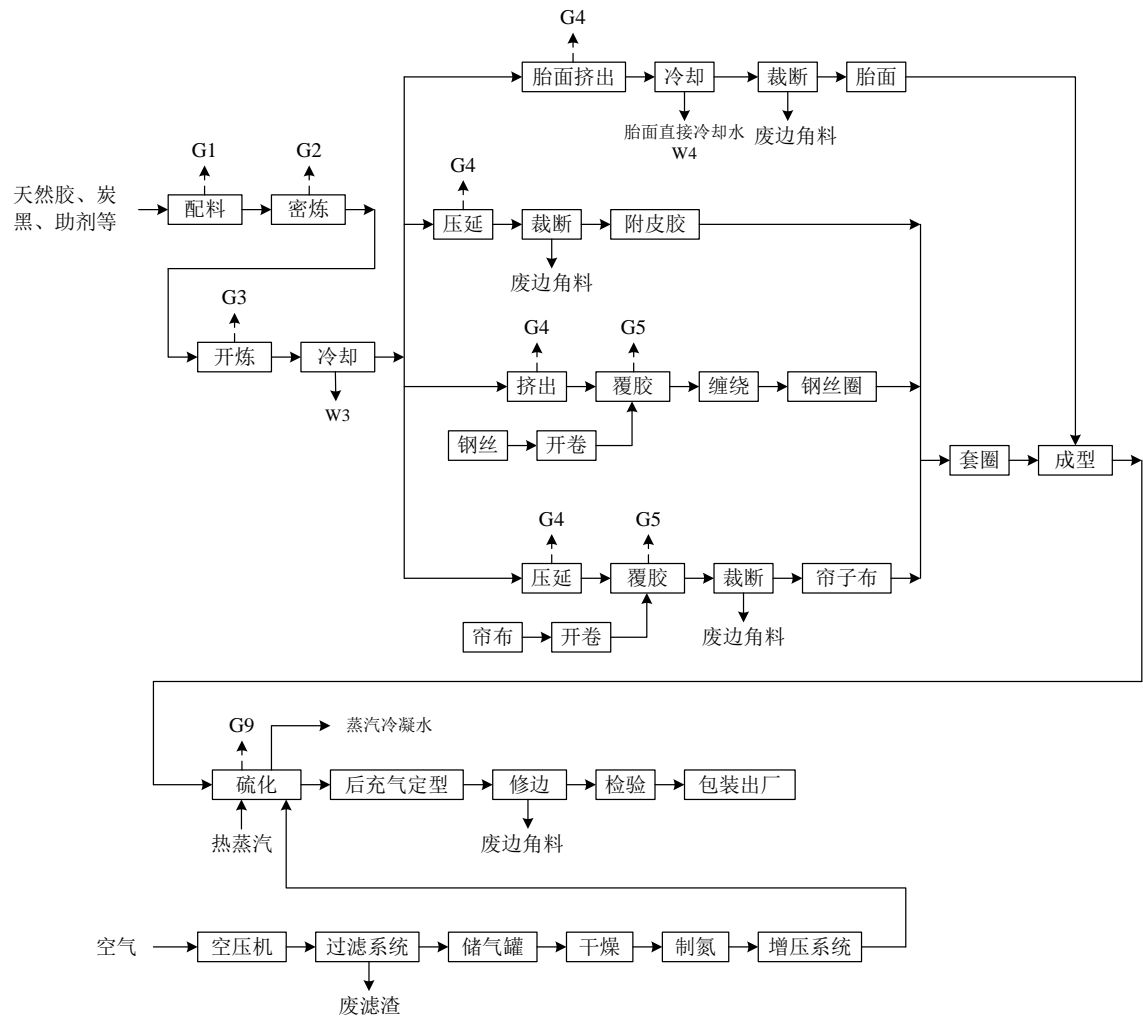 G4
胎面挤出
冷却
裁断
胎面
胎面直接冷却水
W4
废边角料
G1
G2
G4
天然胶、炭
黑、助剂等
配料
密炼
压延
裁断
附皮胶
废边角料
G3
G4
G5
开炼
冷却
挤出
覆胶
缠绕
钢丝圈
W3
钢丝
开卷
套圈
成型
G4
G5
压延
覆胶
裁断
帘子布
帘布
开卷
废边角料
G9
蒸汽冷凝水
硫化
后充气定型
修边
检验
包装出厂
热蒸汽
废边角料
空气
空压机
过滤系统
储气罐
干燥
制氮
增压系统
废滤渣